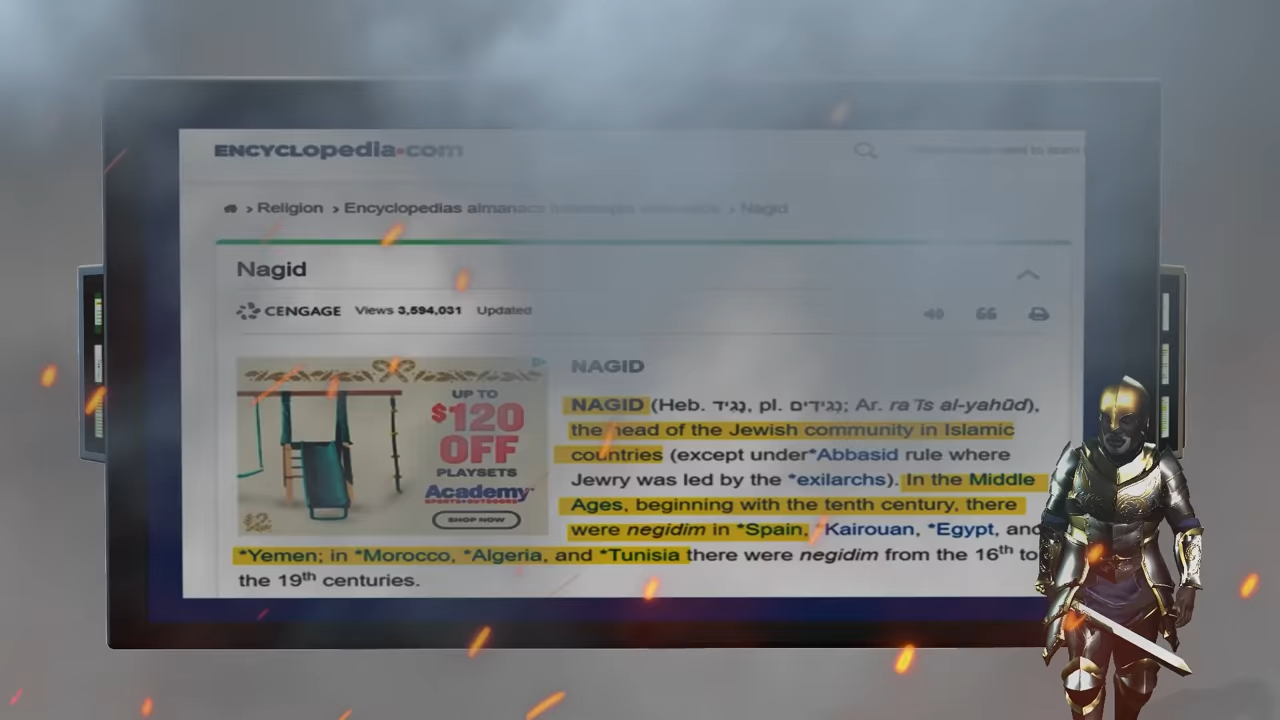 ENCYCLOpedia.com
> Religion > Encyclopedias almanacs > Nagid
Nagid
CENGAGE Views 3,594,031 Updated
UP TO
$120
OFF
PLAYSETS
Academy
SPORTS+OUTDOORS
SHOP NOW
NAGID
NAGID (Heb. נָגִיד, pl. נְגִידִים; Ar. raʾīs al-yahūd),
the head of the Jewish community in Islamic
countries (except under *Abbasid rule where
Jewry was led by the *exilarchs). In the Middle
Ages, beginning with the tenth century, there
were negidim in *Spain, Kairouan, *Egypt, and
*Yemen; in *Morocco, *Algeria, and *Tunisia there were negidim from the 16th to
the 19th centuries.